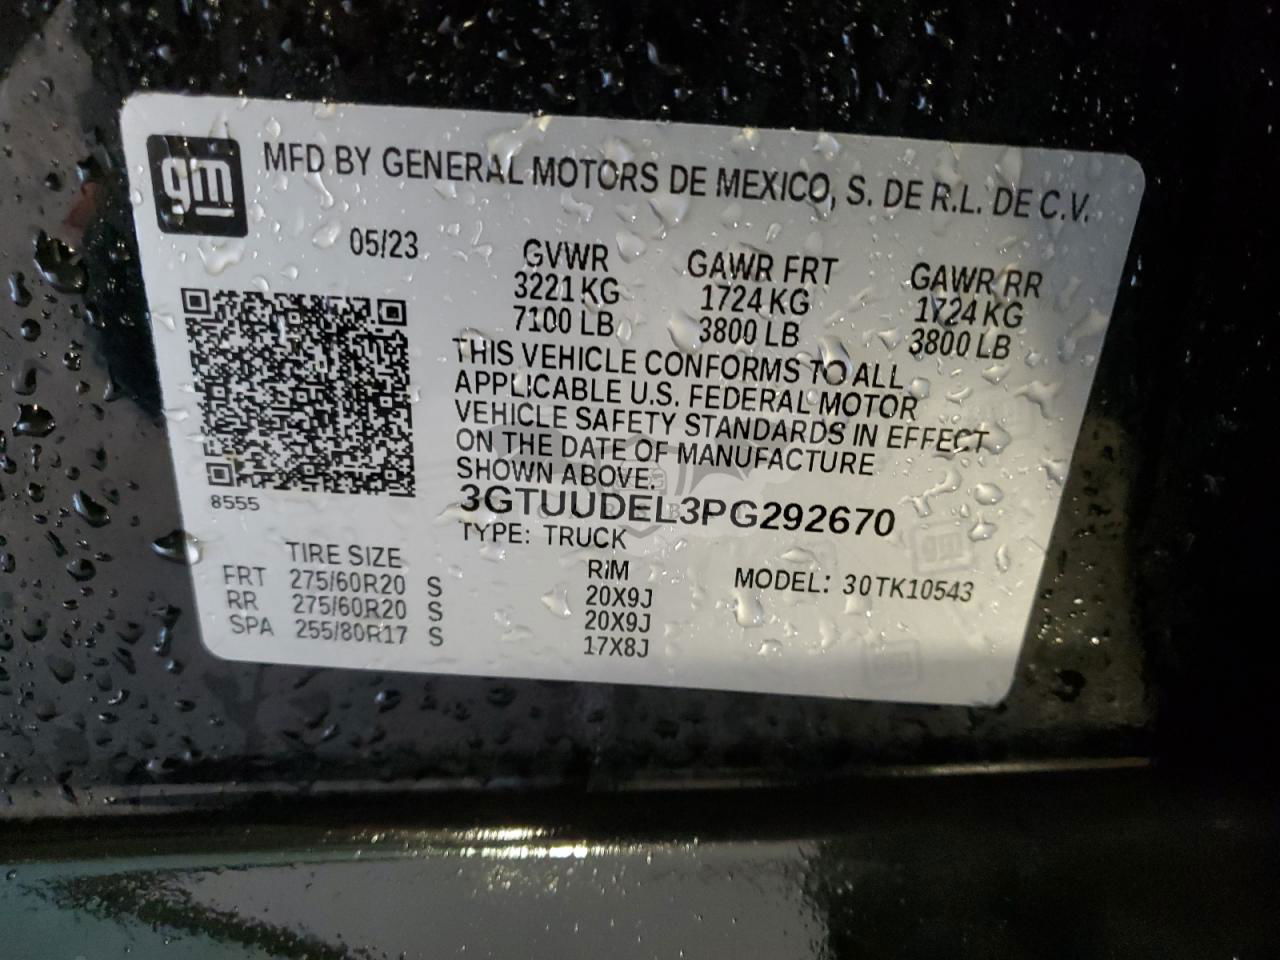 gm MFD BY GENERAL MOTORS DE MEXICO, S. DE R.L. DE C.V.
05/23 GVWR GAWR FRT GAWR RR
3221 KG 1724 KG 1724 KG
7100 LB 3800 LB 3800 LB
THIS VEHICLE CONFORMS TO ALL
APPLICABLE U.S. FEDERAL MOTOR
VEHICLE SAFETY STANDARDS IN EFFECT
ON THE DATE OF MANUFACTURE
SHOWN ABOVE.
8555 3GTUUDEL3PG292670
TYPE: TRUCK
TIRE SIZE RIM MODEL: 30TK10543
FRT 275/60R20 S 20X9J
RR 275/60R20 S 20X9J
SPA 255/80R17 S 17X8J